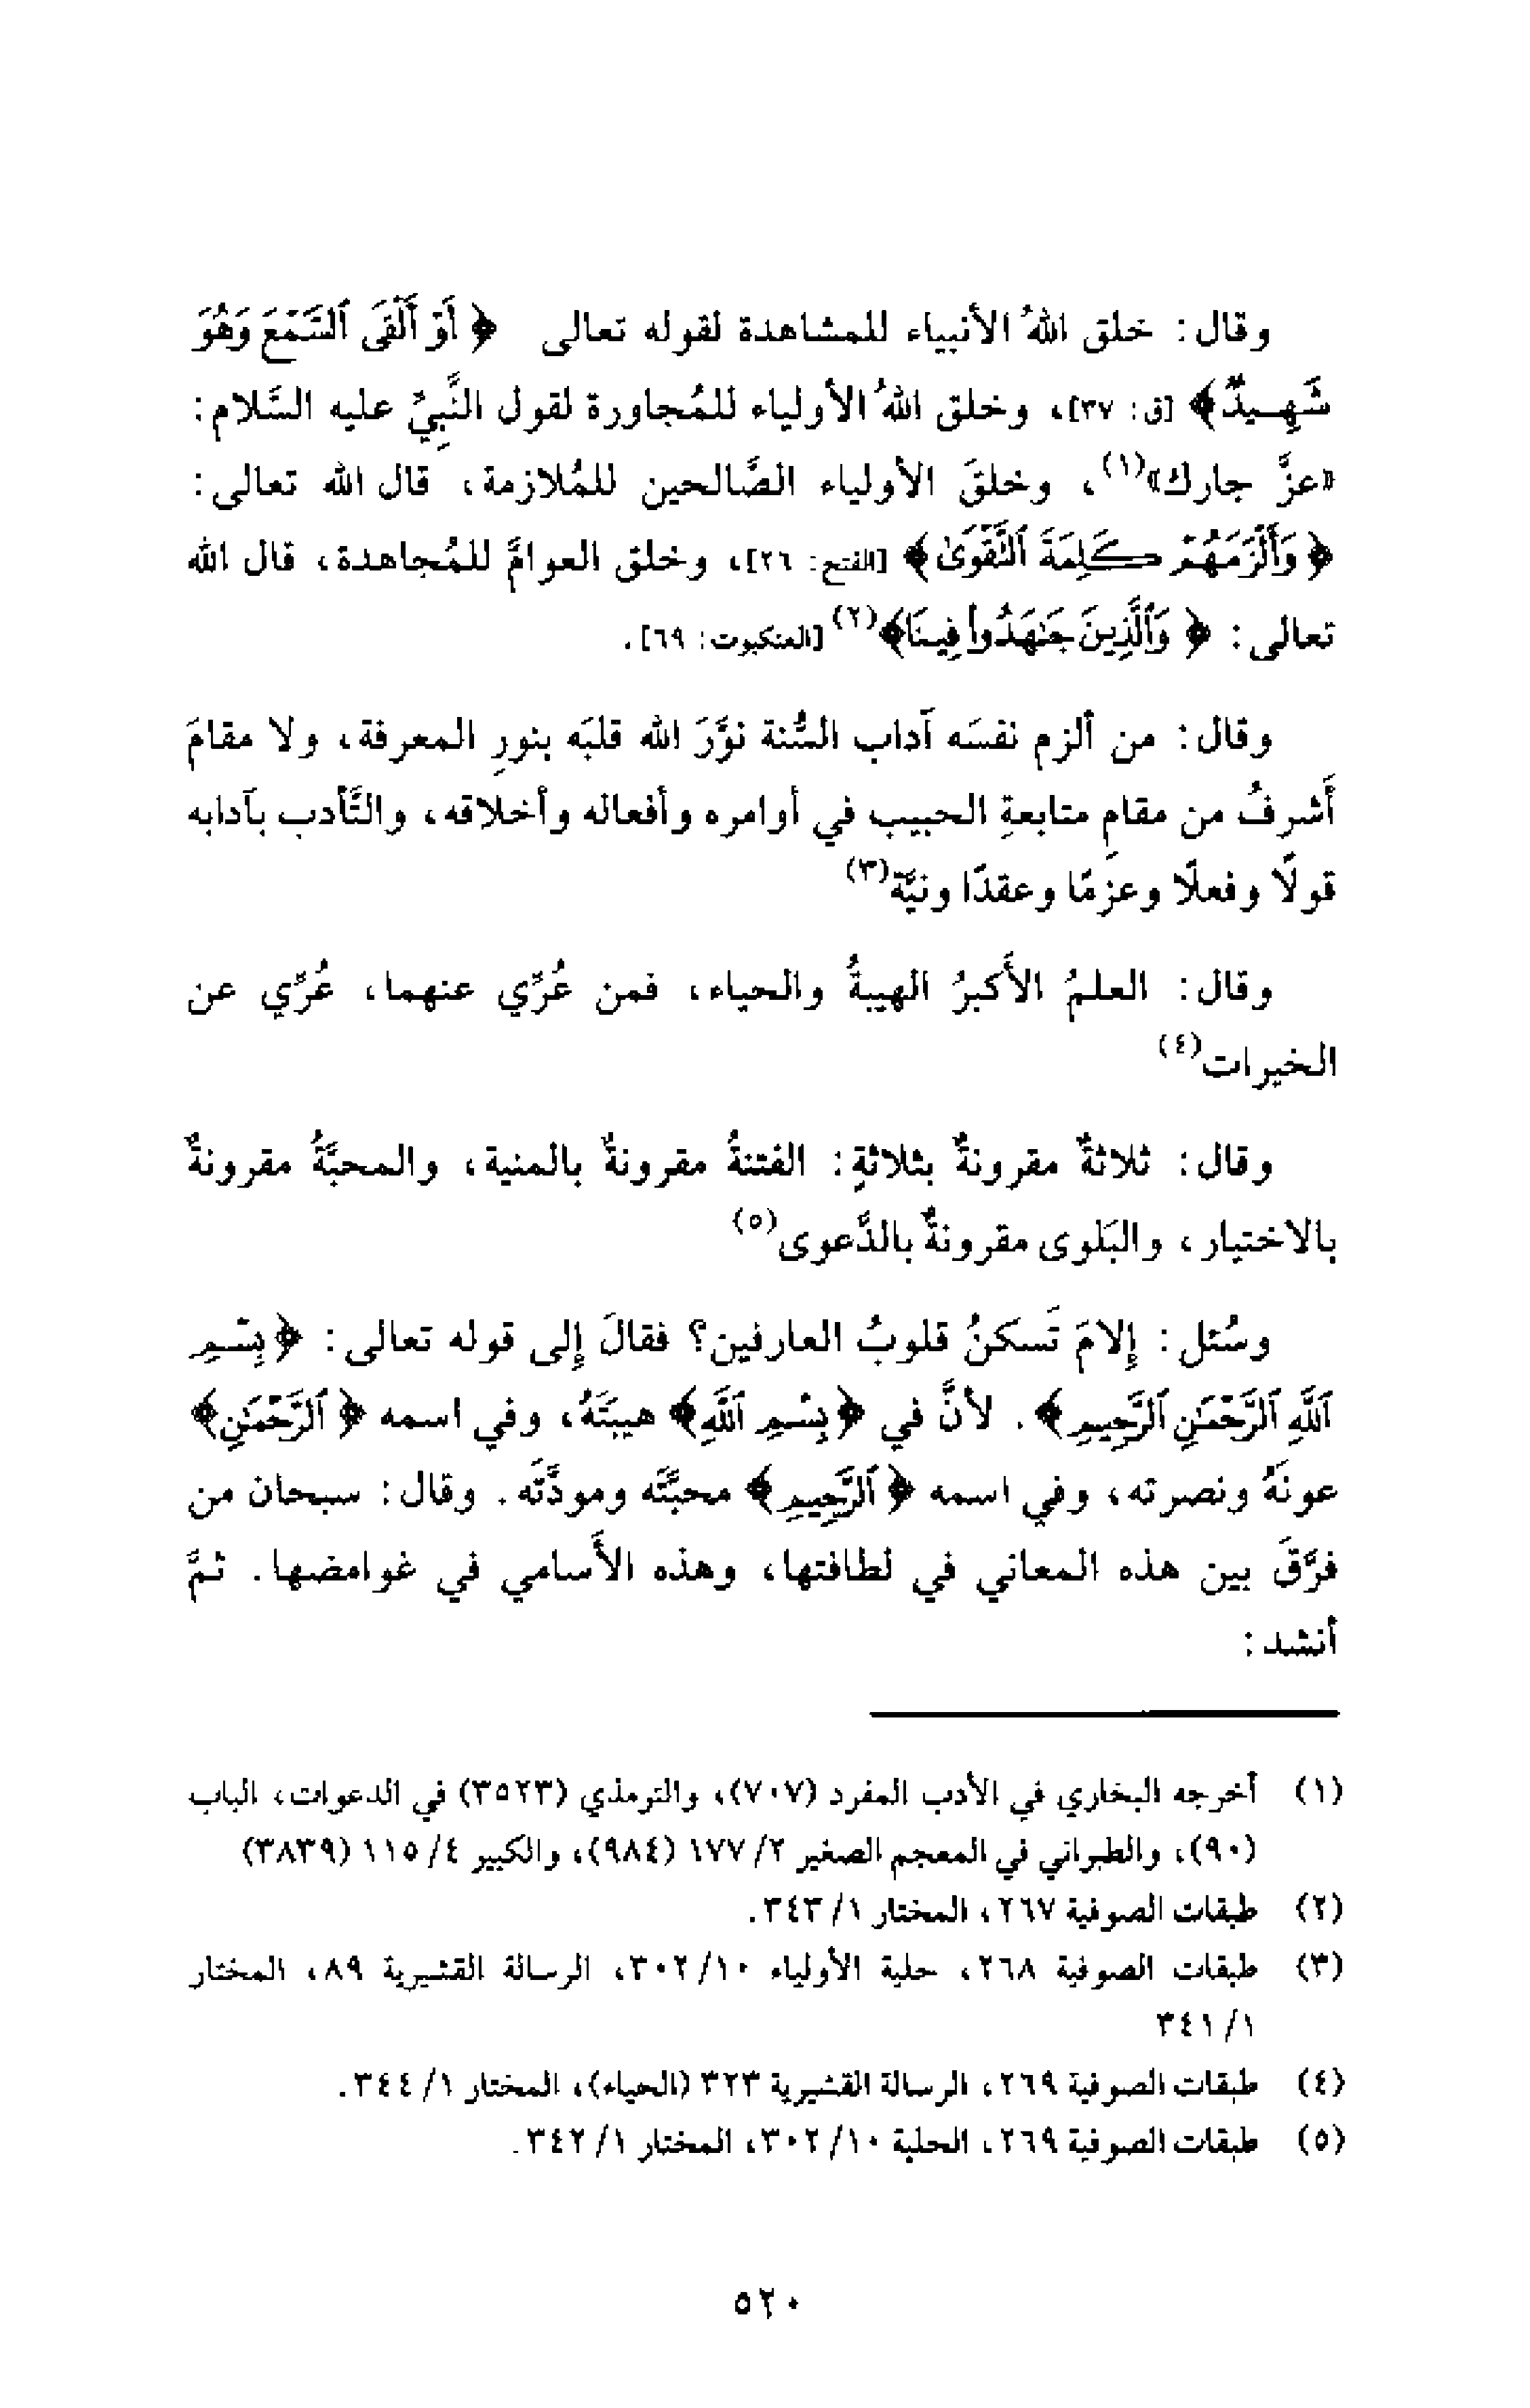 وقال: خلق اللهُ الأنبياء للمشاهدة لقوله تعالى ﴿أَوْ أَلْقَى ٱلسَّمْعَ وَهُوَ
شَهِيدٌ﴾ [ق: ٣٧]، وخلق اللهُ الأولياء للمُجاورة لقول النَّبِيِّ عليه السَّلام:
«عزَّ جارك»(١)، وخلقَ الأولياء الصَّالحين للمُلازمة، قال الله تعالى:
﴿وَأَلْزَمَهُمْ كَلِمَةَ ٱلتَّقْوَىٰ﴾ [الفتح: ٢٦]، وخلق العوامَّ للمُجاهدة، قال الله
تعالى: ﴿وَٱلَّذِينَ جَٰهَدُوا۟ فِينَا﴾(٢) [العنكبوت: ٦٩].
وقال: من ألزم نفسَه آدابَ السُّنة نوَّرَ الله قلبَه بنورِ المعرفة، ولا مقامَ
أَشرفُ من مقامِ متابعةِ الحبيب في أوامره وأفعاله وأخلاقه، والتَّأدب بآدابه
قولًا وفعلًا وعزمًا وعقدًا ونيَّة(٣)
وقال: العلمُ الأكبرُ الهيبةُ والحياء، فمن عُرِّي عنهما، عُرِّي عن
الخيرات(٤)
وقال: ثلاثةٌ مقرونةٌ بثلاثةٍ: الفتنةُ مقرونةٌ بالمنية، والمحبَّةُ مقرونةٌ
بالاختيار، والبَلوى مقرونةٌ بالدَّعوى(٥)
وسُئل: إِلامَ تَسكنُ قلوبُ العارفين؟ فقالَ إلى قوله تعالى: ﴿بِسْمِ
ٱللَّهِ ٱلرَّحْمَٰنِ ٱلرَّحِيمِ﴾. لأنَّ في ﴿بِسْمِ ٱللَّهِ﴾ هيبتَهُ، وفي اسمه ﴿ٱلرَّحْمَٰنِ﴾
عونَهُ ونصرته، وفي اسمه ﴿ٱلرَّحِيمِ﴾ محبَّتَه ومودَّتَه. وقال: سبحان من
فرَّقَ بين هذه المعاني في لطافتها، وهذه الأَسامي في غوامضها. ثمَّ
أنشد:
(١) أخرجه البخاري في الأدب المفرد (٧٠٧)، والترمذي (٣٥٢٣) في الدعوات، الباب
(٩٠)، والطبراني في المعجم الصغير ٢/ ١٧٧ (٩٨٤)، والكبير ٤/ ١١٥ (٣٨٣٩)
(٢) طبقات الصوفية ٢٦٧، المختار ١/ ٣٤٣.
(٣) طبقات الصوفية ٢٦٨، حلية الأولياء ١٠/ ٣٠٢، الرسالة القشيرية ٨٩، المختار
١/ ٣٤١
(٤) طبقات الصوفية ٢٦٩، الرسالة القشيرية ٣٢٣ (الحياء)، المختار ١/ ٣٤٤.
(٥) طبقات الصوفية ٢٦٩، الحلية ١٠/ ٣٠٢، المختار ١/ ٣٤٢.
٥٢٠